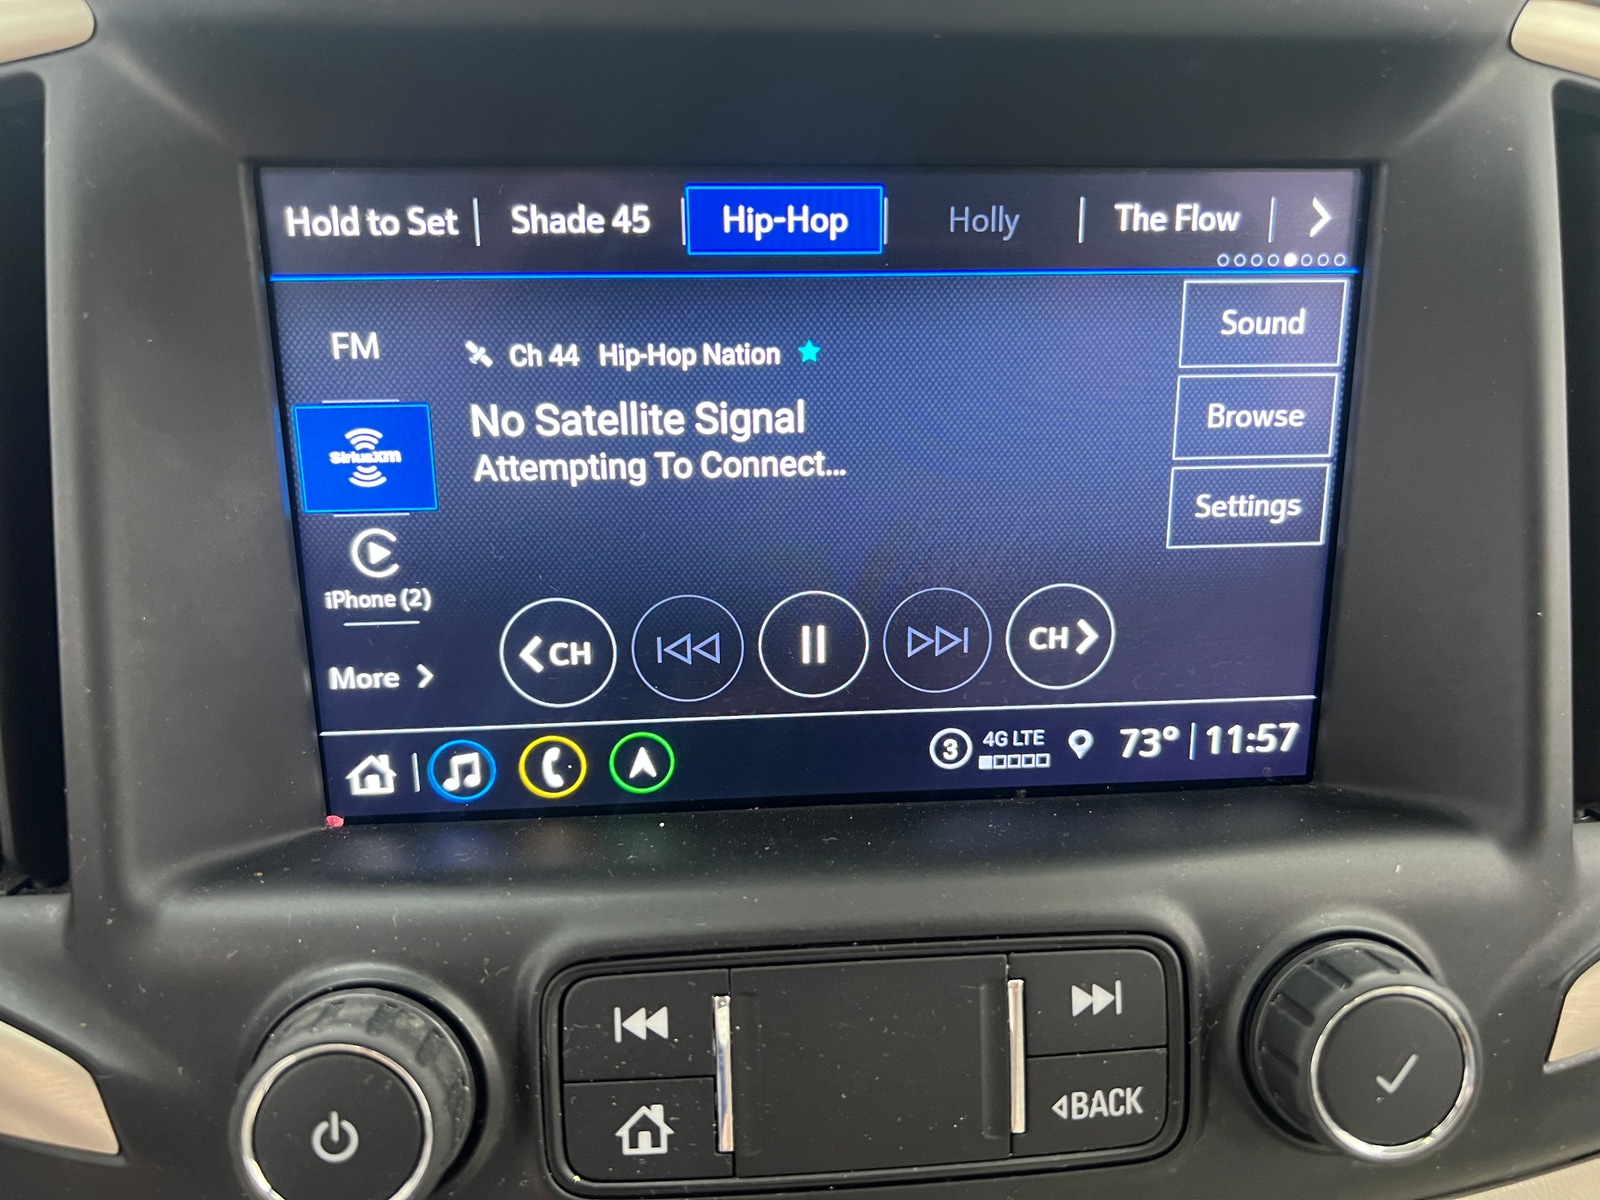 Hold to Set
Shade 45
Hip-Hop
Holly
The Flow
FM
Ch 44 Hip-Hop Nation
Sound
SiriusXm
No Satellite Signal
Attempting To Connect...
Browse
Settings
iPhone (2)
More
CH
CH
3
4G LTE
73° 11:57
BACK